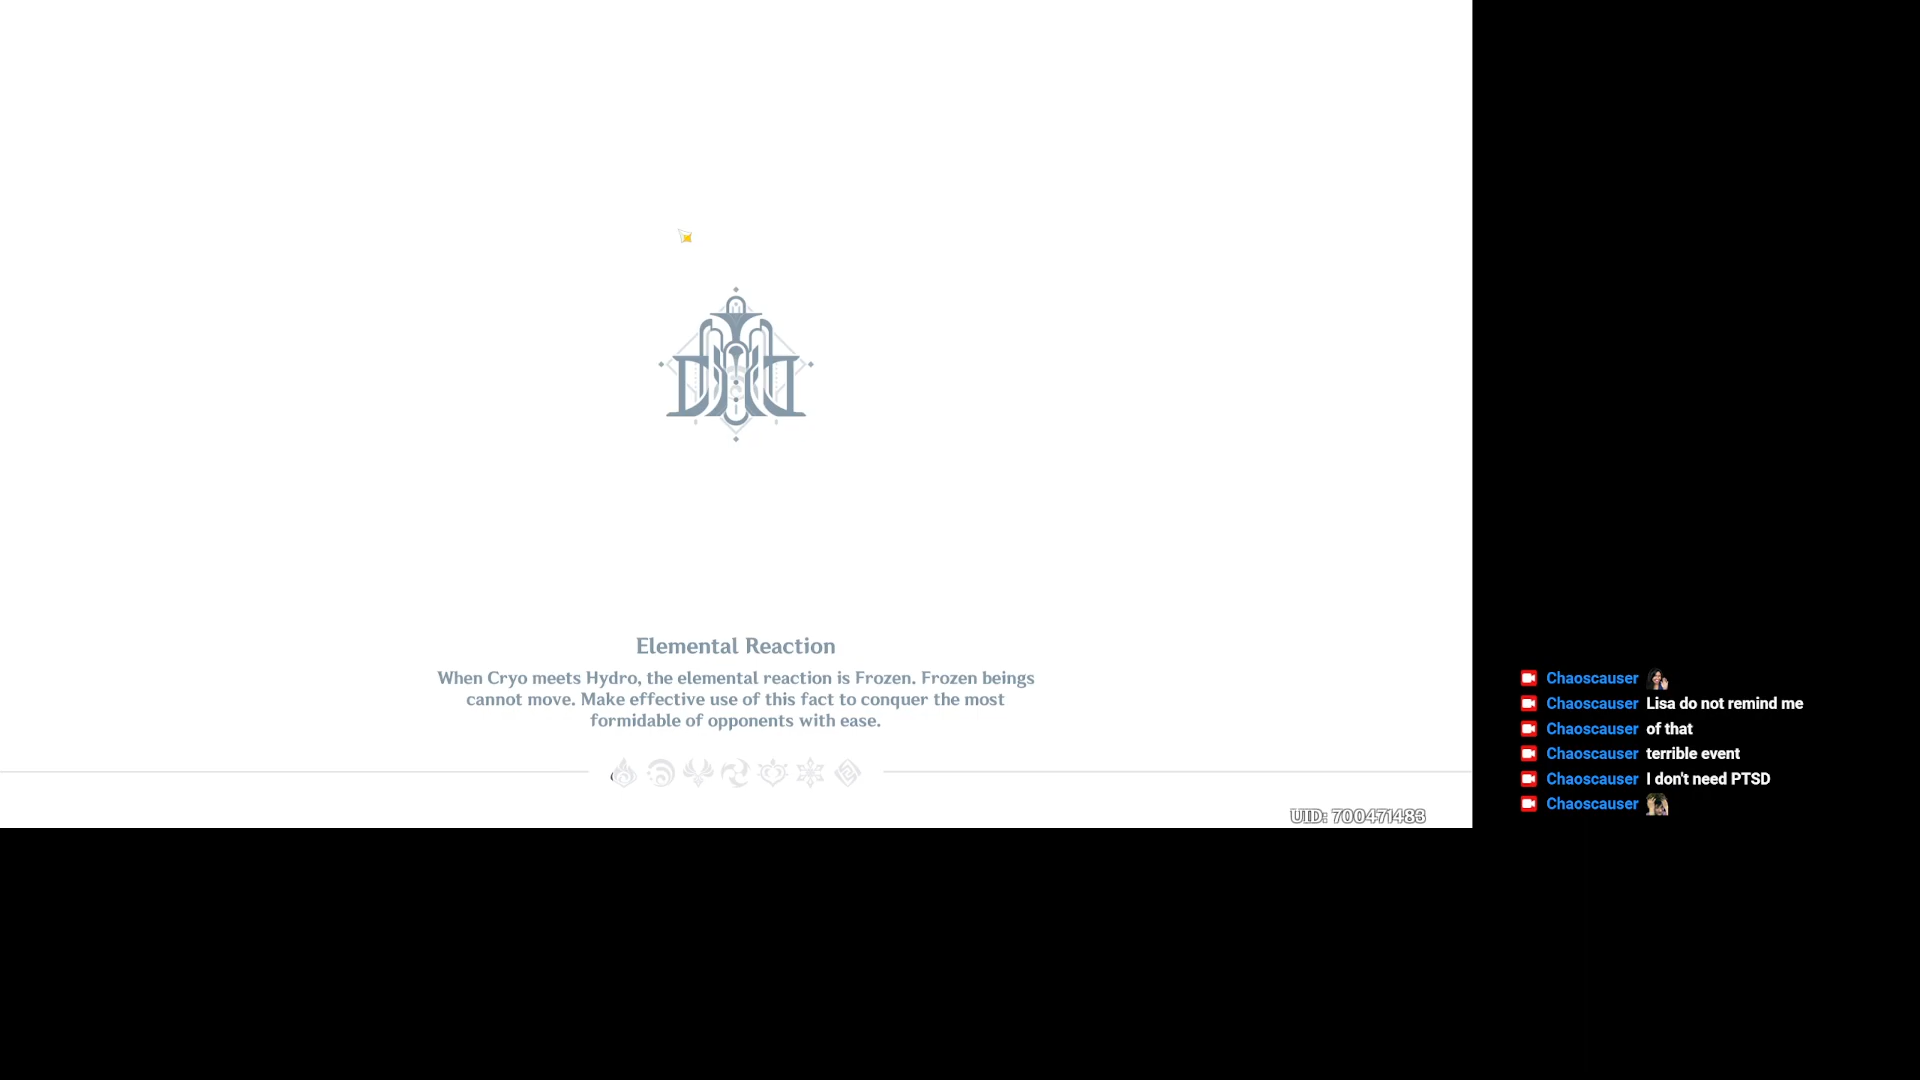 Elemental Reaction
When Cryo meets Hydro, the elemental reaction is Frozen. Frozen beings
cannot move. Make effective use of this fact to conquer the most
formidable of opponents with ease.
UID: 700471483
Chaoscauser
Chaoscauser Lisa do not remind me
Chaoscauser of that
Chaoscauser terrible event
Chaoscauser I don't need PTSD
Chaoscauser